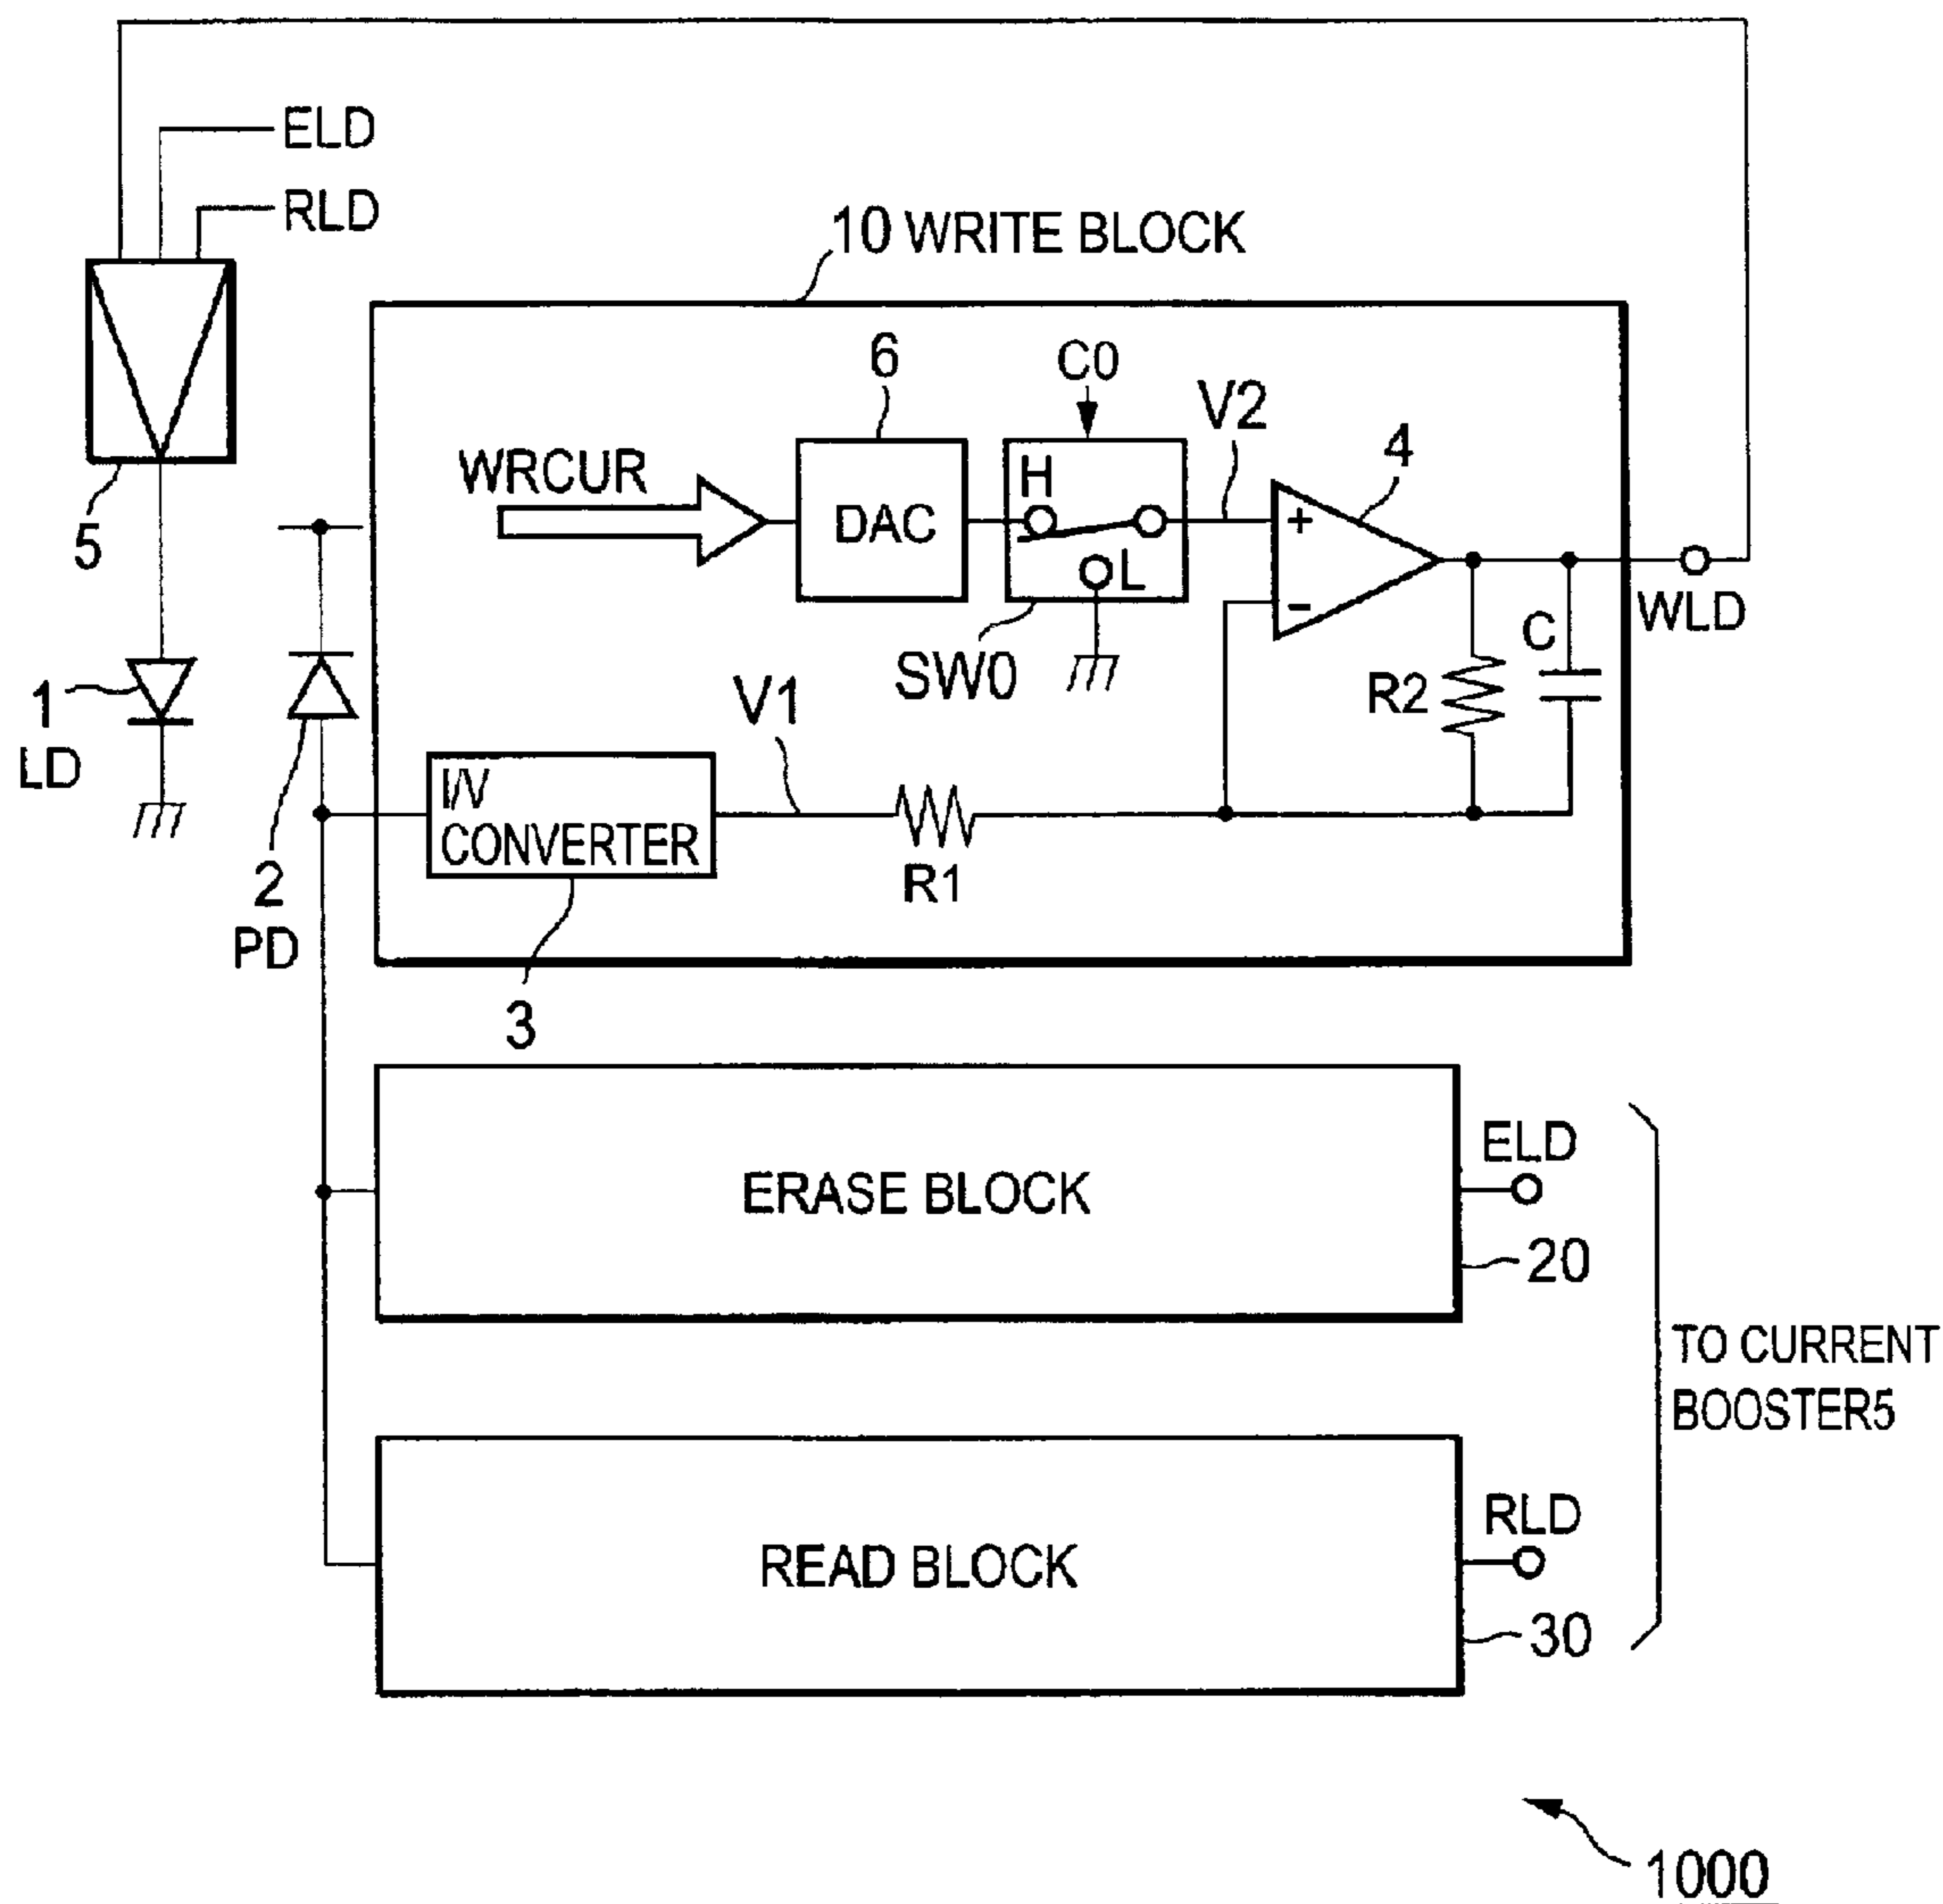 ELD
RLD
10 WRITE BLOCK
6
C0
V2
4
WRCUR
H
DAC
+
5
L
-
WLD
C
SW0
R2
1
LD
V1
I/V
CONVERTER
R1
2
PD
3
ELD
ERASE BLOCK
20
TO CURRENT
BOOSTER5
RLD
READ BLOCK
30
1000